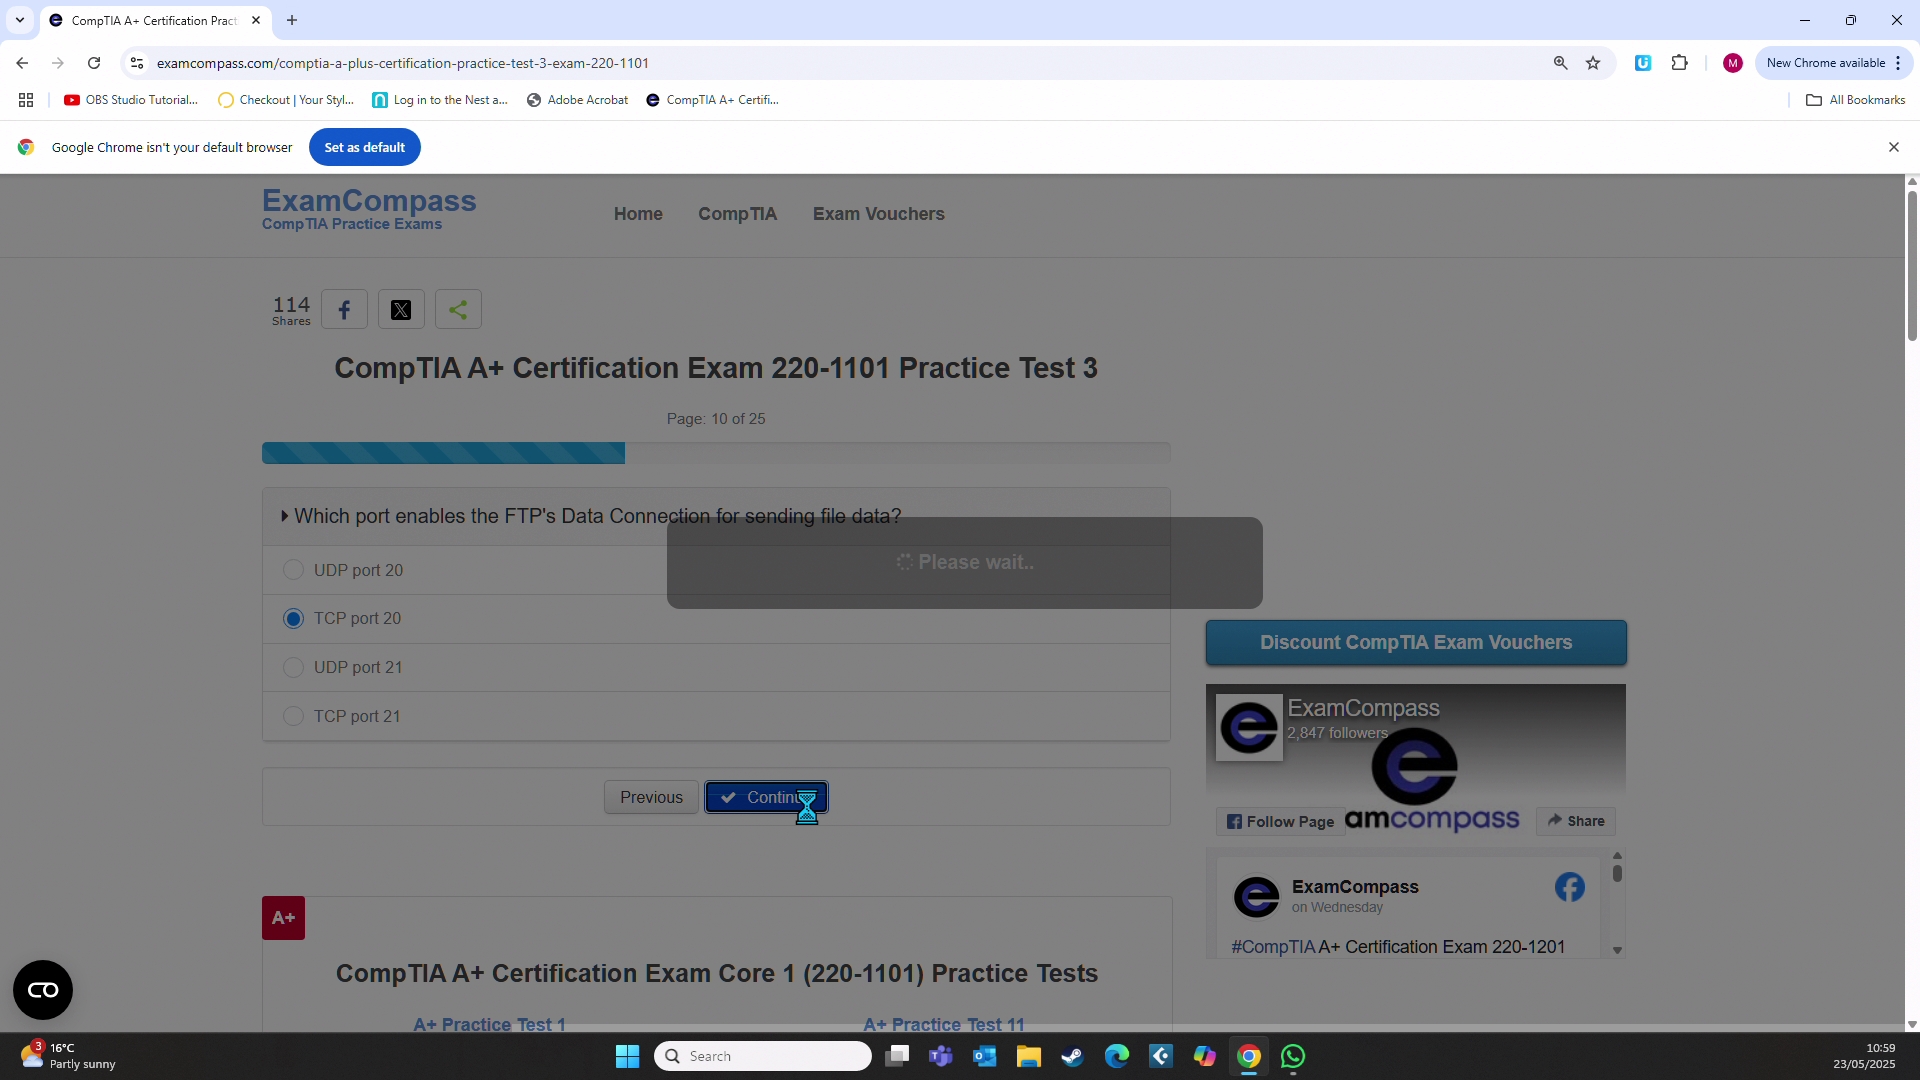 CompTIA A+ Certification Pract
examcompass.com/comptia-a-plus-certification-practice-test-3-exam-220-1101
M
New Chrome available
OBS Studio Tutorial...
Checkout | Your Styl...
Log in to the Nest a...
Adobe Acrobat
CompTIA A+ Certifi...
All Bookmarks
Google Chrome isn't your default browser
Set as default
ExamCompass
CompTIA Practice Exams
Home
CompTIA
Exam Vouchers
114
Shares
CompTIA A+ Certification Exam 220-1101 Practice Test 3
Page: 10 of 25
Which port enables the FTP's Data Connection for sending file data?
Please wait..
UDP port 20
TCP port 20
UDP port 21
TCP port 21
Previous
Continu
Discount CompTIA Exam Vouchers
ExamCompass
2,847 followers
amcompass
Follow Page
Share
ExamCompass
on Wednesday
#CompTIA A+ Certification Exam 220-1201
A+
CompTIA A+ Certification Exam Core 1 (220-1101) Practice Tests
A+ Practice Test 1
A+ Practice Test 11
3
16°C
Partly sunny
Search
10:59
23/05/2025